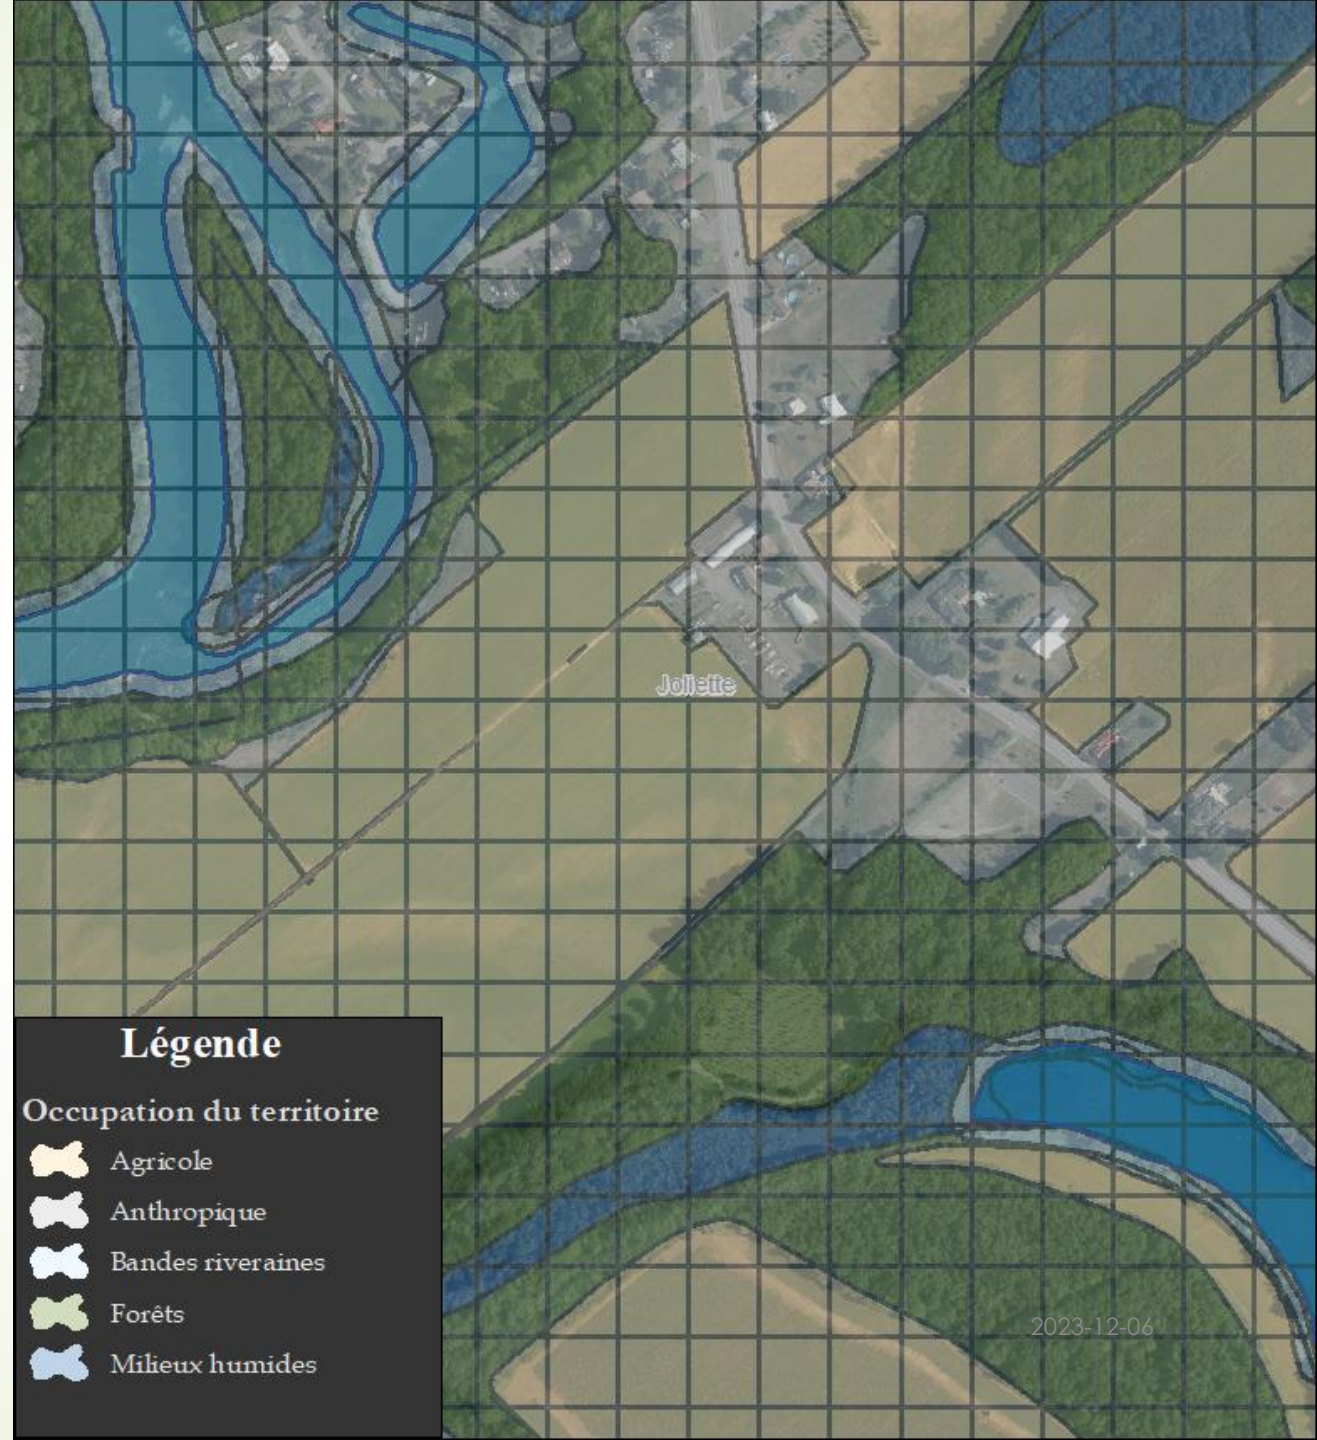 Joliette
Légende
Occupation du territoire
Agricole
Anthropique
Bandes riveraines
Forêts
Milieux humides
2023-12-06